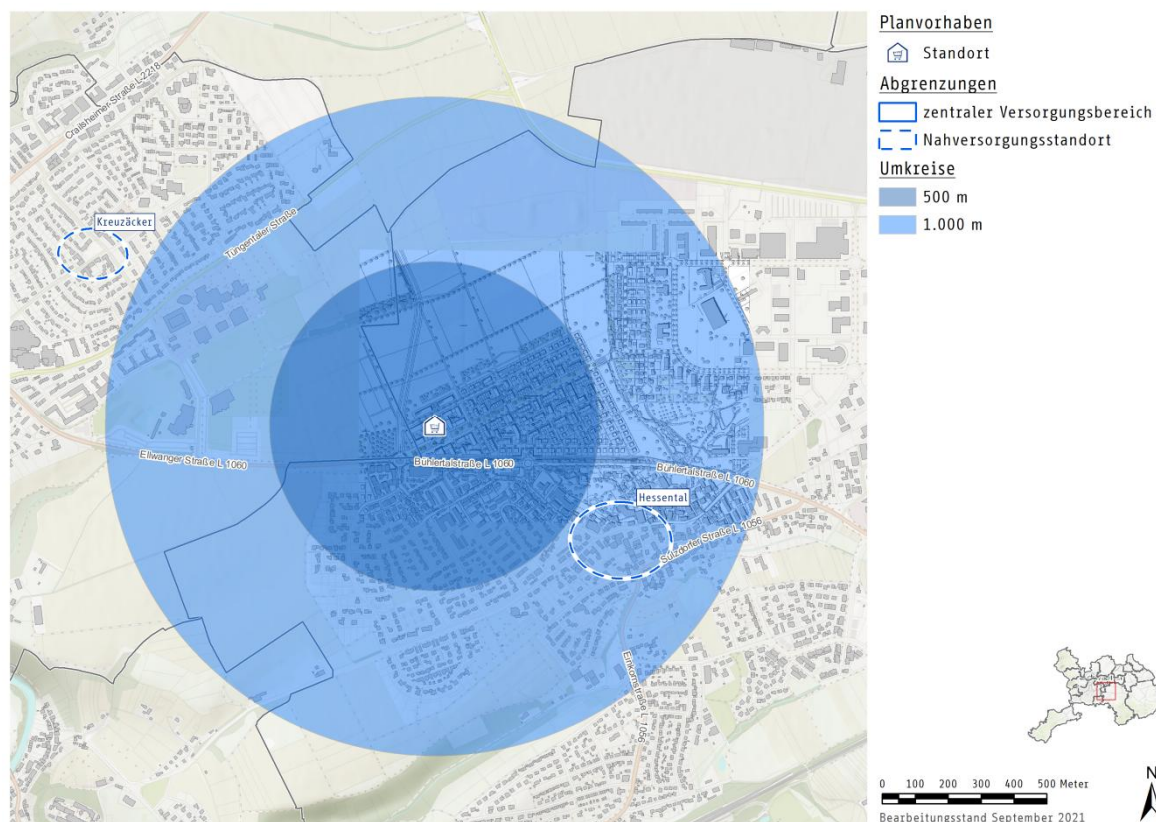 Planvorhaben
Standort
Abgrenzungen
zentraler Versorgungsbereich
Nahversorgungsstandort
Umkreise
500 m
1.000 m
Crailsheimer-Straße-L-2218
Kreuzäcker
Tüngentaler Straße
Ellwanger Straße L 1060
Bühlertalstraße L 1060
Bühlertalstraße L 1060
Hessental
Sulzdorfer Straße L 1056
Einkornstraße L 1056
N
0 100 200 300 400 500 Meter
Bearbeitungsstand September 2021